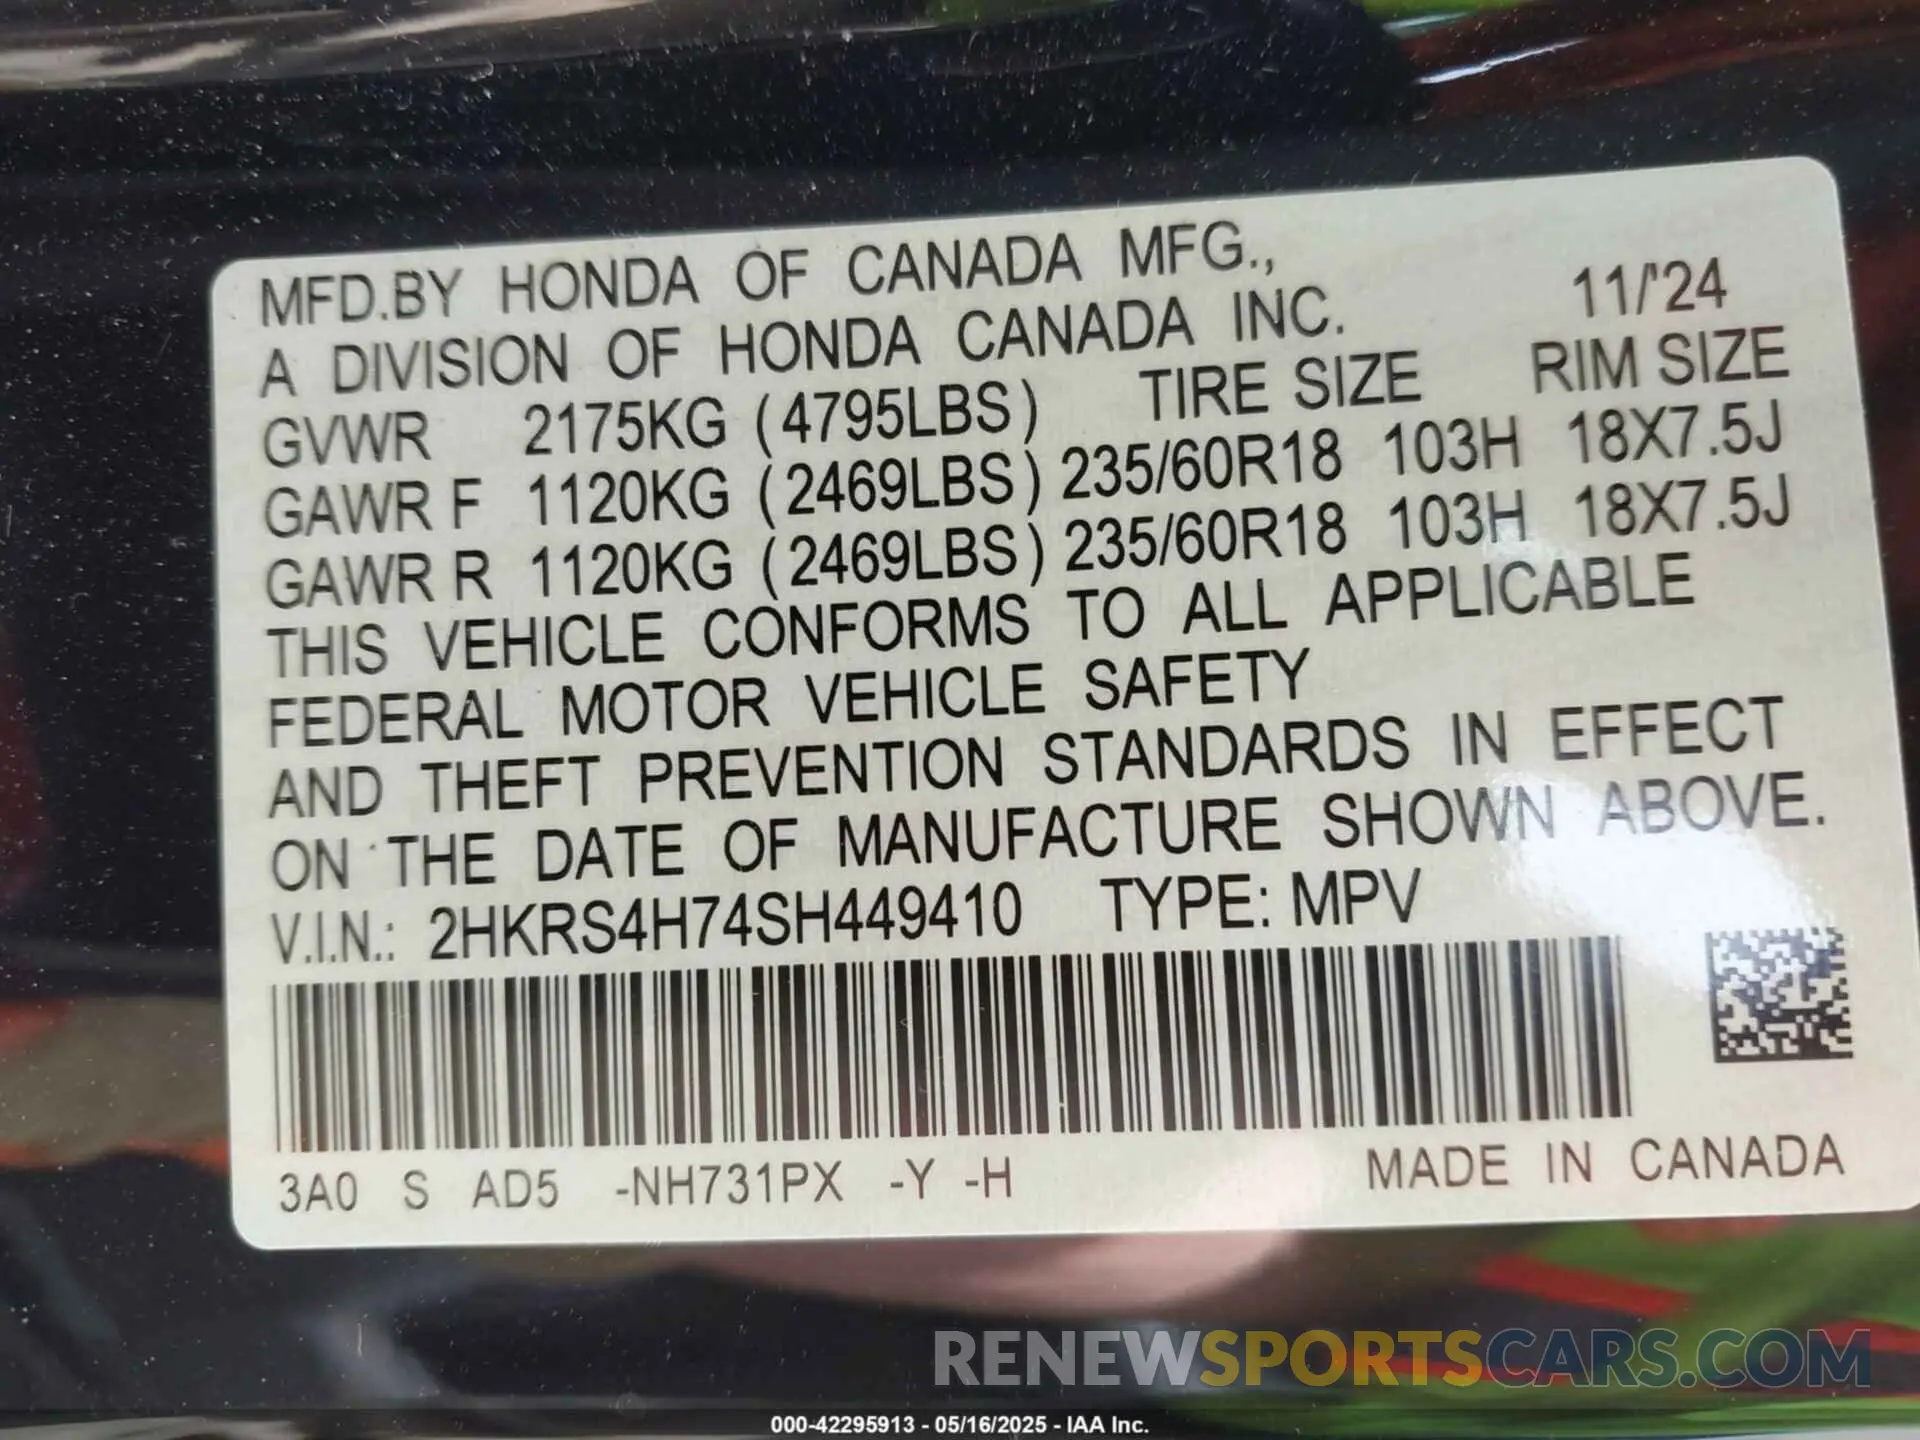 MFD.BY HONDA OF CANADA MFG.,
A DIVISION OF HONDA CANADA INC. 11/'24
GVWR 2175KG (4795LBS) TIRE SIZE RIM SIZE
GAWR F 1120KG (2469LBS) 235/60R18 103H 18X7.5J
GAWR R 1120KG (2469LBS) 235/60R18 103H 18X7.5J
THIS VEHICLE CONFORMS TO ALL APPLICABLE
FEDERAL MOTOR VEHICLE SAFETY
AND THEFT PREVENTION STANDARDS IN EFFECT
ON THE DATE OF MANUFACTURE SHOWN ABOVE.
V.I.N.: 2HKRS4H74SH449410 TYPE: MPV
3A0 S AD5 -NH731PX -Y -H MADE IN CANADA
RENEWSPORTSCARS.COM
000-42295913 - 05/16/2025 - IAA Inc.